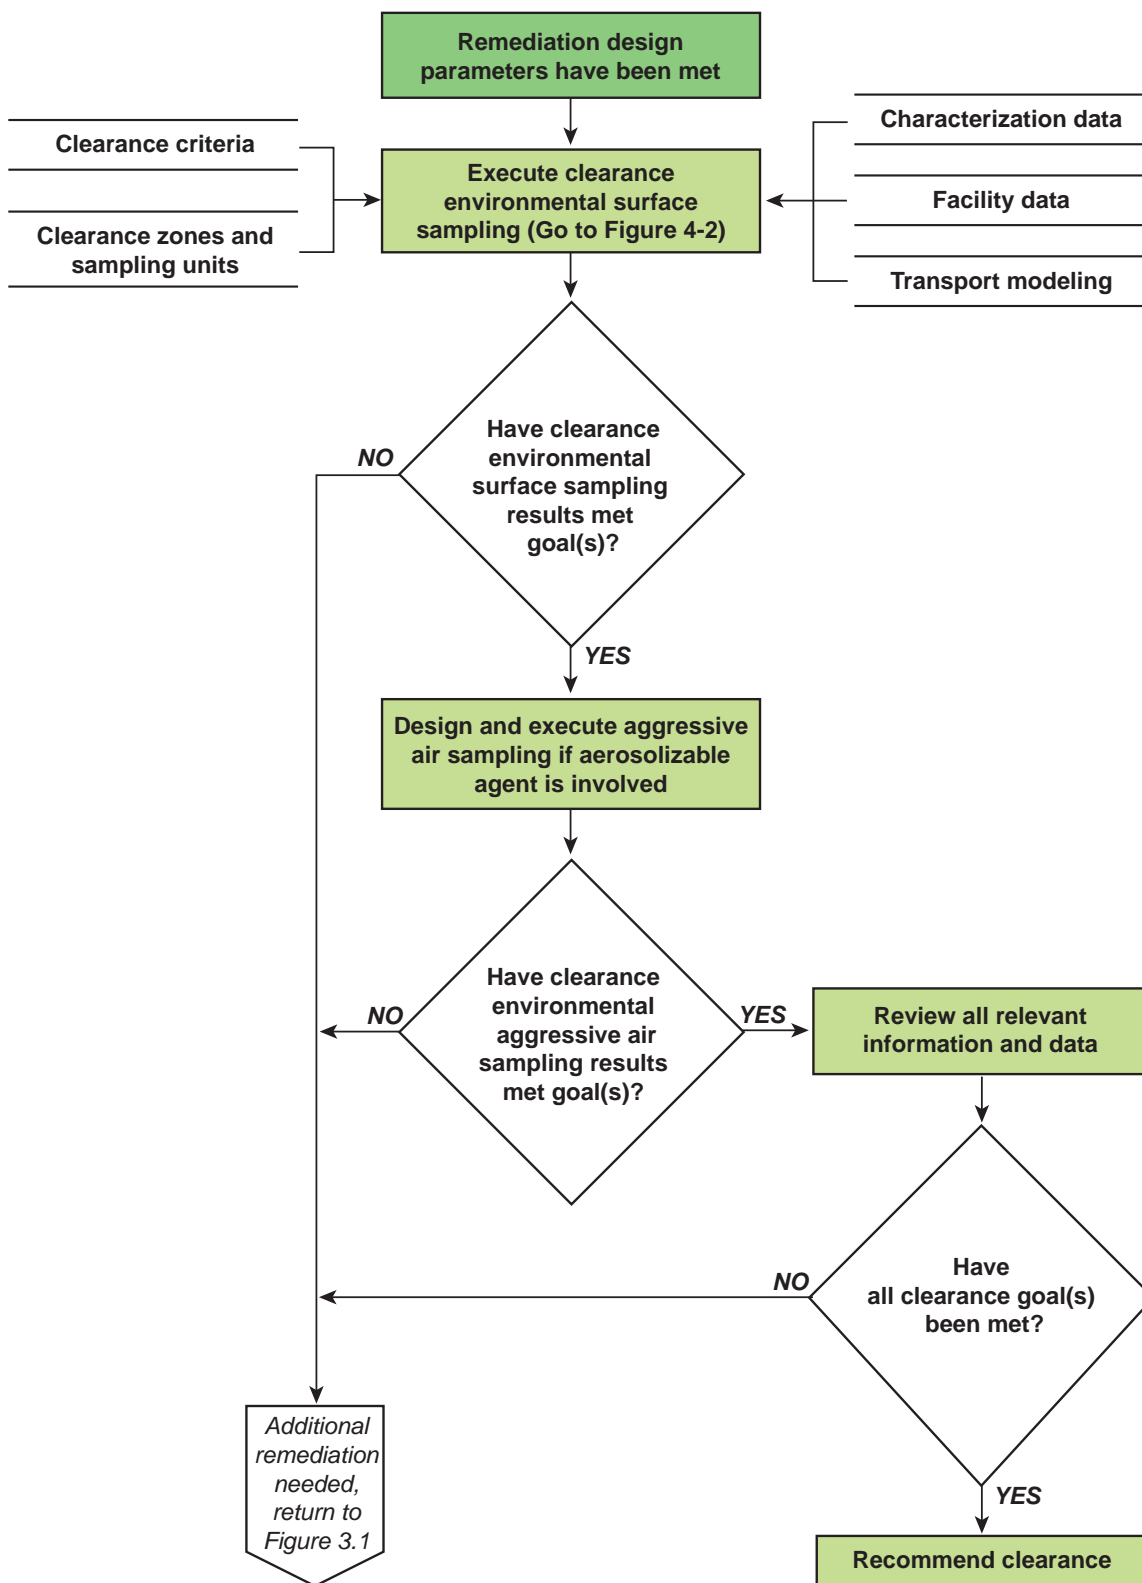 Remediation design
parameters have been met
Clearance criteria
Clearance zones and
sampling units
Execute clearance
environmental surface
sampling (Go to Figure 4-2)
Characterization data
Facility data
Transport modeling
Have clearance
environmental
surface sampling
results met
goal(s)?
NO
YES
Design and execute aggressive
air sampling if aerosolizable
agent is involved
Have clearance
environmental
aggressive air
sampling results
met goal(s)?
NO
YES
Review all relevant
information and data
Have
all clearance goal(s)
been met?
NO
YES
Additional
remediation
needed,
return to
Figure 3.1
Recommend clearance